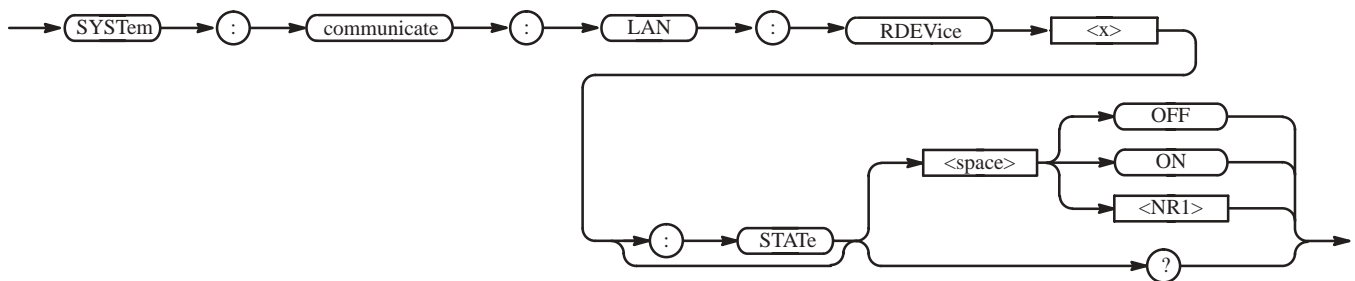 SYSTem : communicate : LAN : RDEVice <x>
OFF
<space> ON
<NR1>
: STATe
?